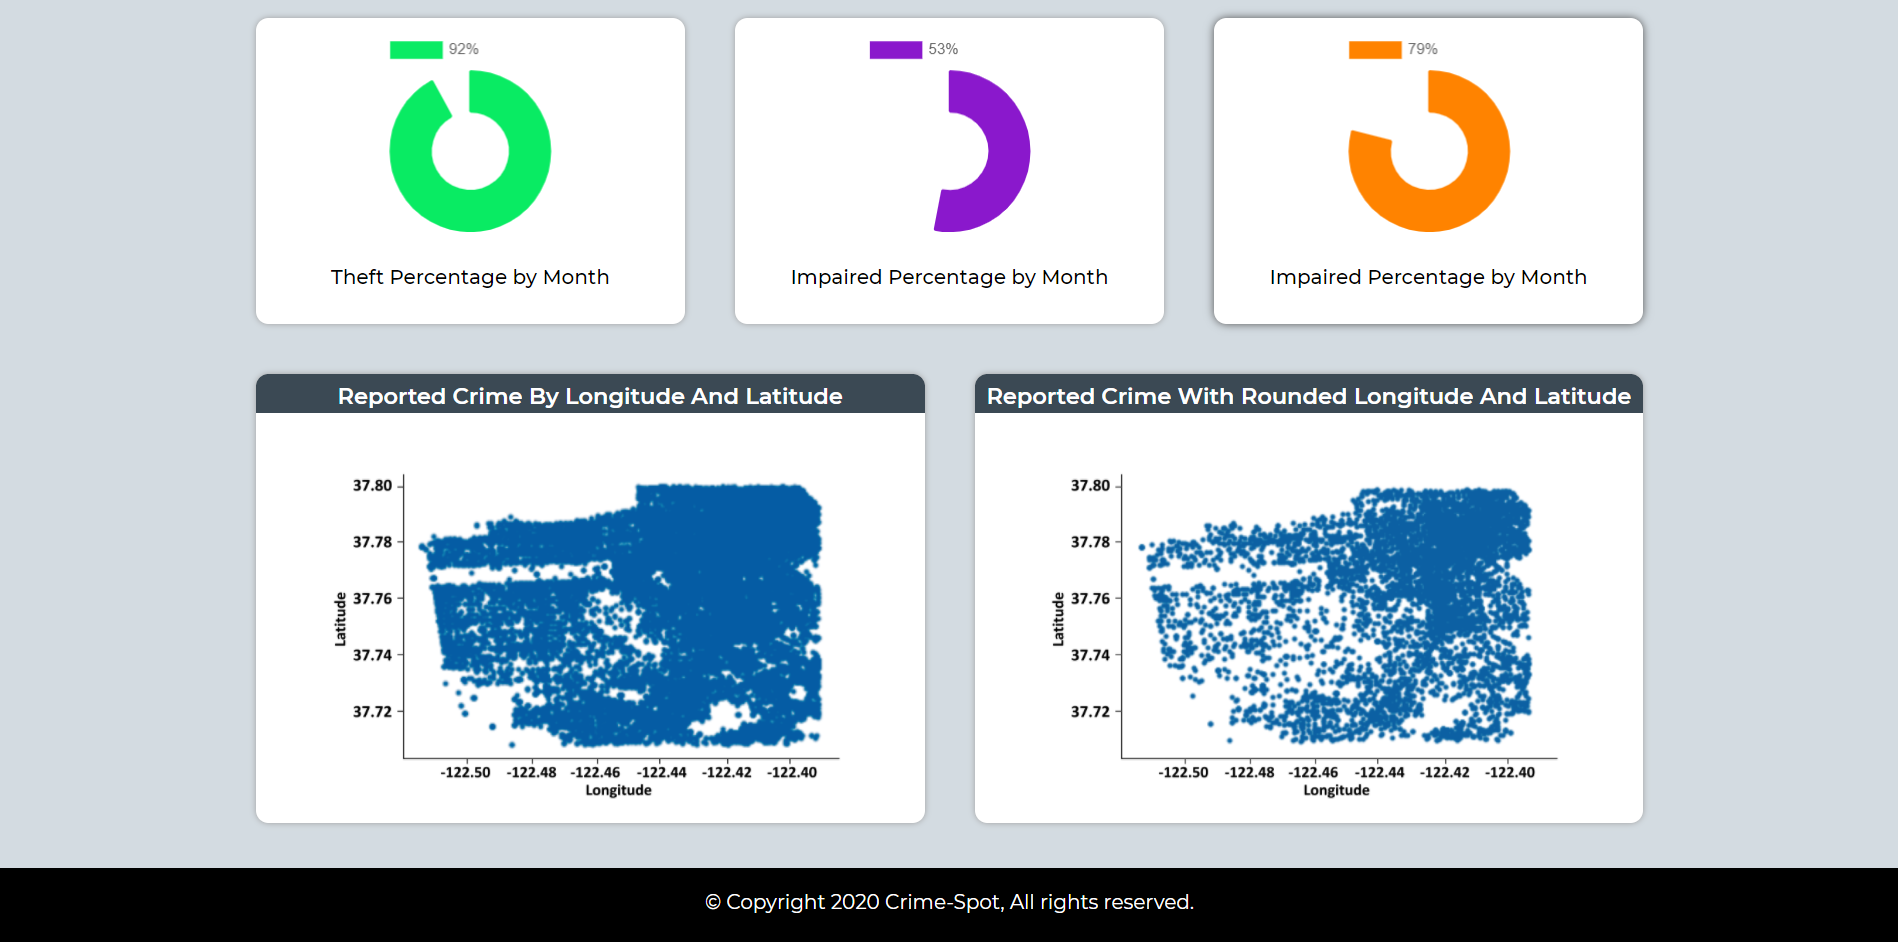 92%
53%
79%
Theft Percentage by Month
Impaired Percentage by Month
Impaired Percentage by Month
Reported Crime By Longitude And Latitude
37.80
37.78
37.76
37.74
37.72
Latitude
-122.50 -122.48 -122.46 -122.44 -122.42 -122.40
Longitude
Reported Crime With Rounded Longitude And Latitude
37.80
37.78
37.76
37.74
37.72
Latitude
-122.50 -122.48 -122.46 -122.44 -122.42 -122.40
Longitude
© Copyright 2020 Crime-Spot, All rights reserved.